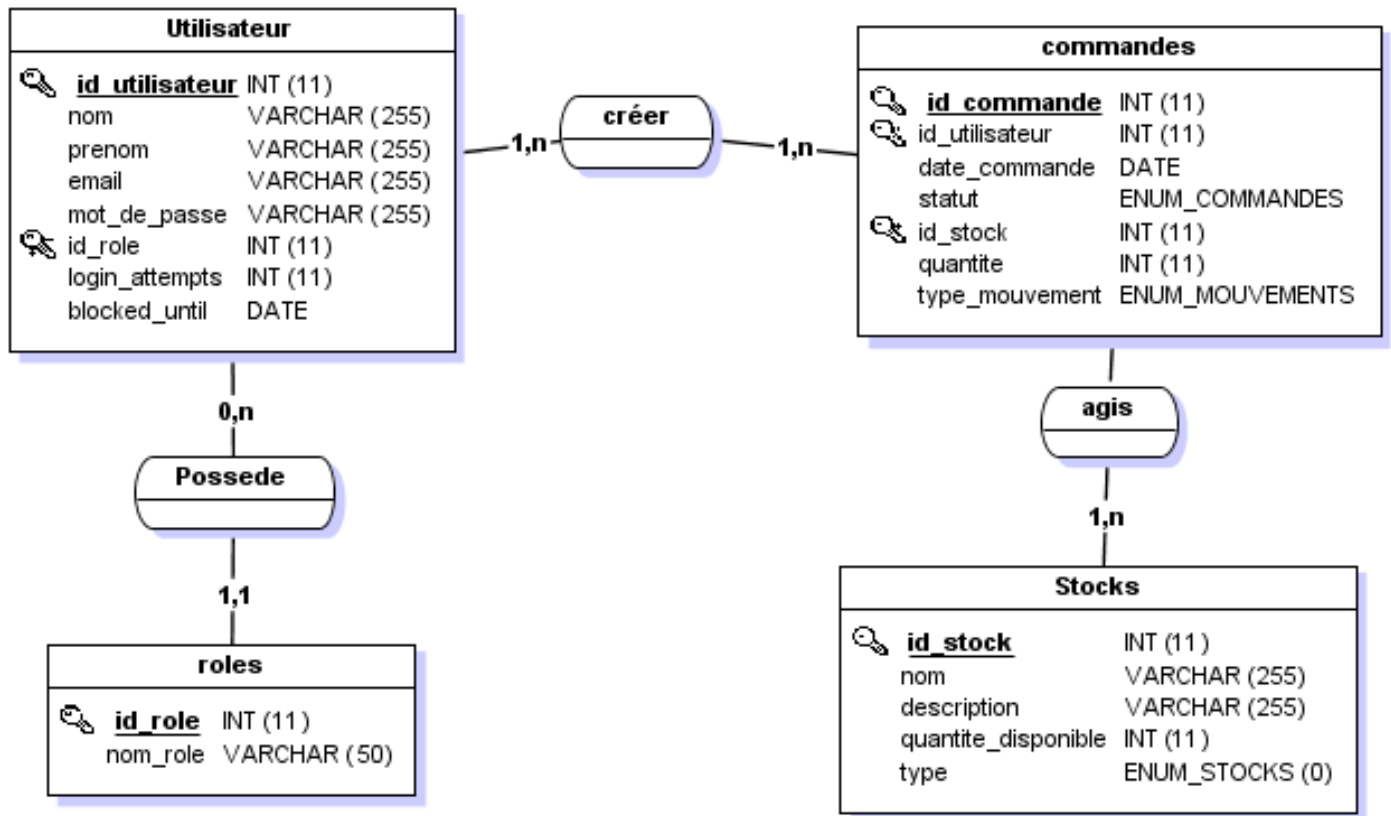 Utilisateur
id_utilisateur INT (11)
nom VARCHAR (255)
prenom VARCHAR (255)
email VARCHAR (255)
mot_de_passe VARCHAR (255)
id_role INT (11)
login_attempts INT (11)
blocked_until DATE
1,n
créer
1,n
commandes
id_commande INT (11)
id_utilisateur INT (11)
date_commande DATE
statut ENUM_COMMANDES
id_stock INT (11)
quantite INT (11)
type_mouvement ENUM_MOUVEMENTS
0,n
Possede
1,1
roles
id_role INT (11)
nom_role VARCHAR (50)
agis
1,n
Stocks
id_stock INT (11)
nom VARCHAR (255)
description VARCHAR (255)
quantite_disponible INT (11)
type ENUM_STOCKS (0)